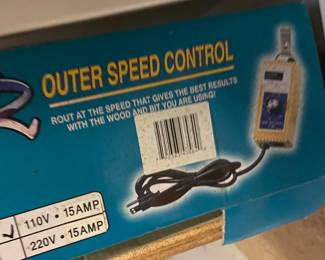 OUTER SPEED CONTROL
ROUT AT THE SPEED THAT GIVES THE BEST RESULTS
WITH THE WOOD AND BIT YOU ARE USING!
110V • 15AMP
220V • 15AMP